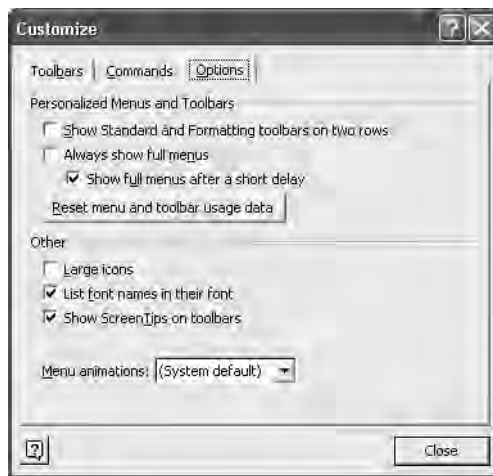 Customize
Toolbars Commands Options
Personalized Menus and Toolbars
Show Standard and Formatting toolbars on two rows
Always show full menus
Show full menus after a short delay
Reset menu and toolbar usage data
Other
Large icons
List font names in their font
Show ScreenTips on toolbars
Menu animations: (System default)
Close